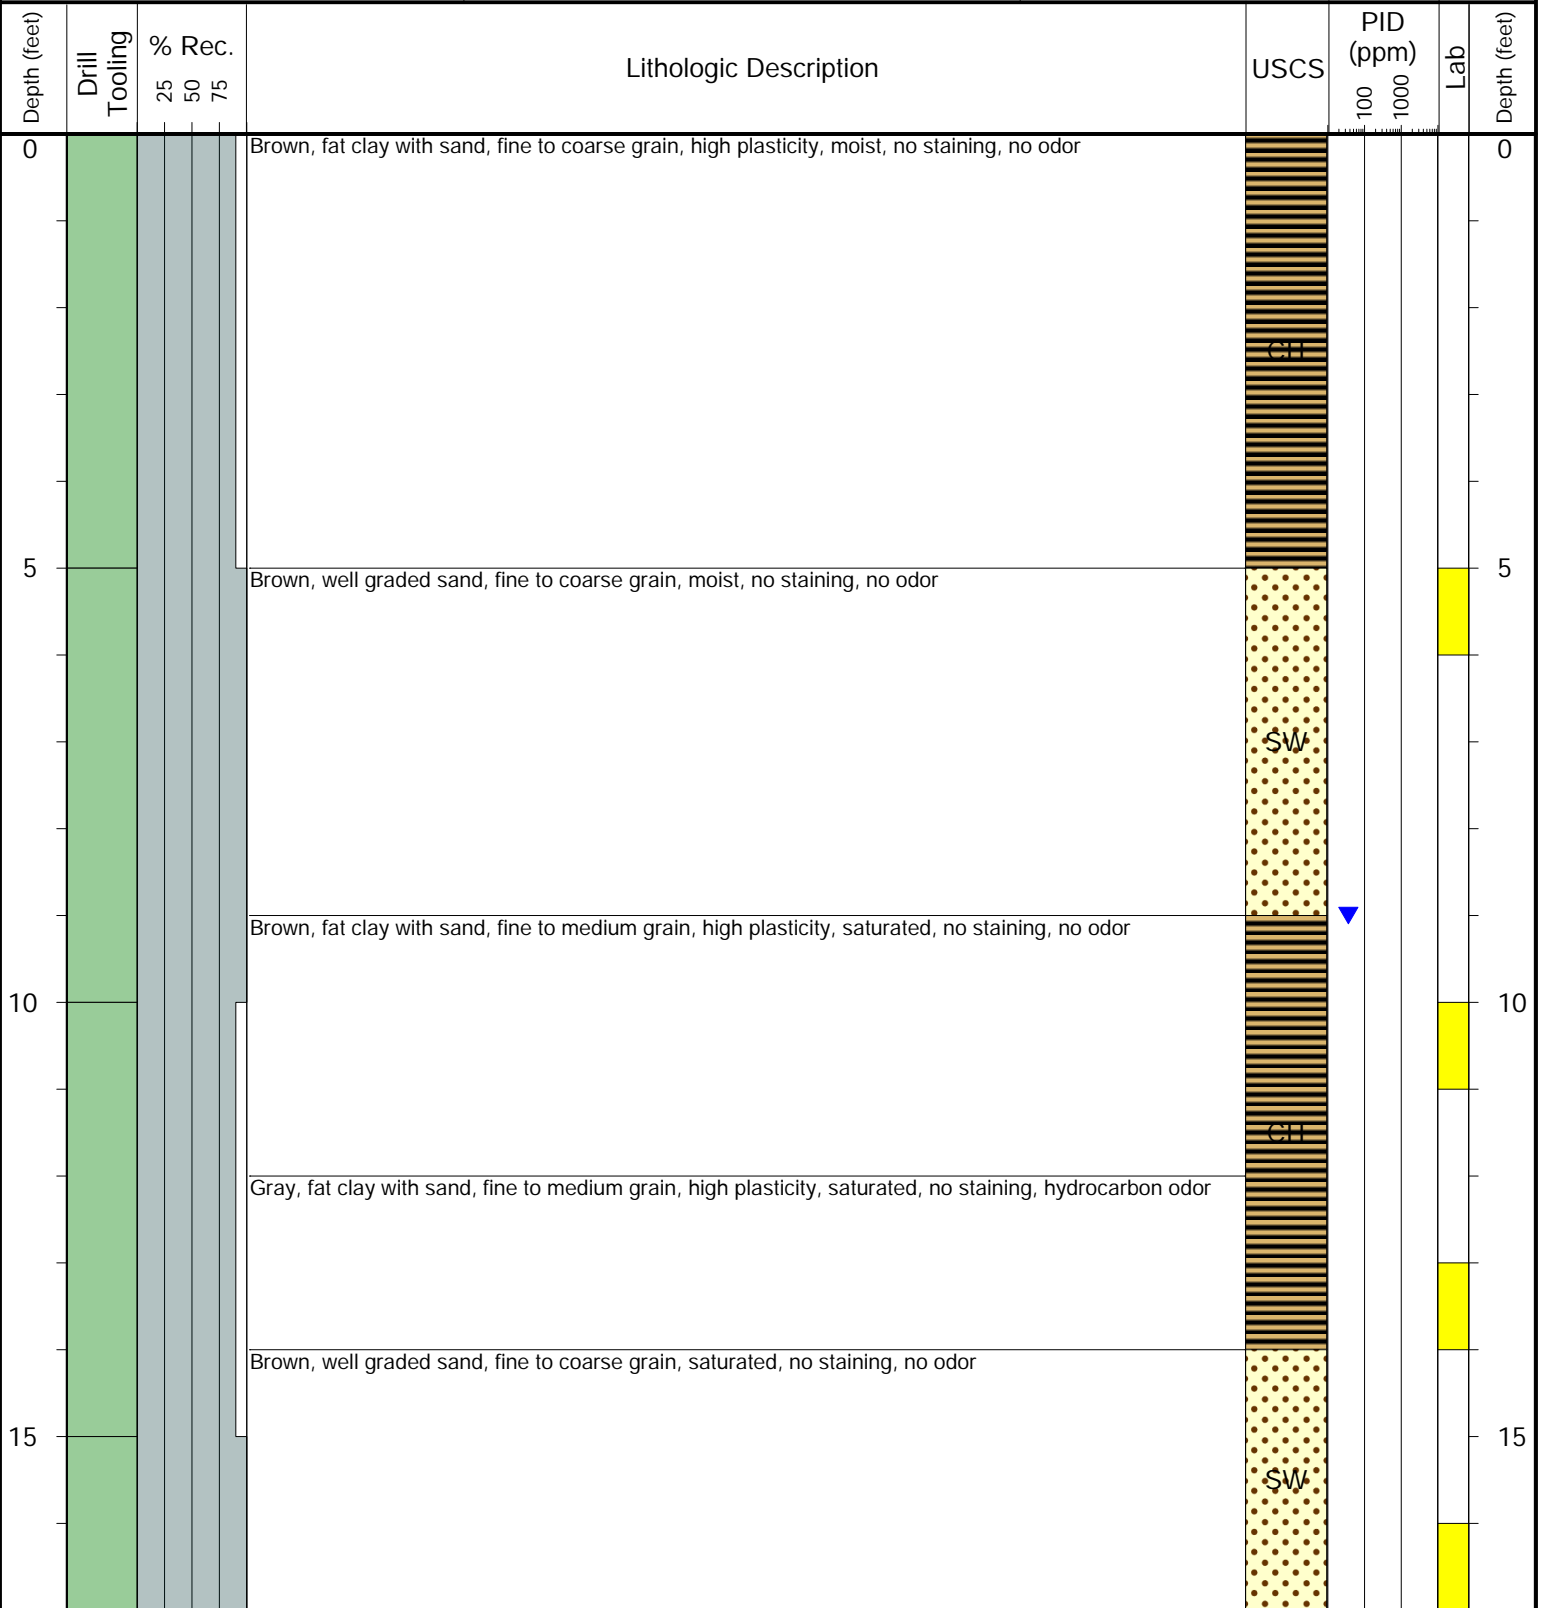 Depth (feet)
Drill
Tooling
% Rec.
25
50
75
Lithologic Description
USCS
PID
(ppm)
100
1000
Lab
Depth (feet)
0
Brown, fat clay with sand, fine to coarse grain, high plasticity, moist, no staining, no odor
0
CH
5
Brown, well graded sand, fine to coarse grain, moist, no staining, no odor
5
SW
Brown, fat clay with sand, fine to medium grain, high plasticity, saturated, no staining, no odor
10
10
CH
Gray, fat clay with sand, fine to medium grain, high plasticity, saturated, no staining, hydrocarbon odor
Brown, well graded sand, fine to coarse grain, saturated, no staining, no odor
15
15
SW